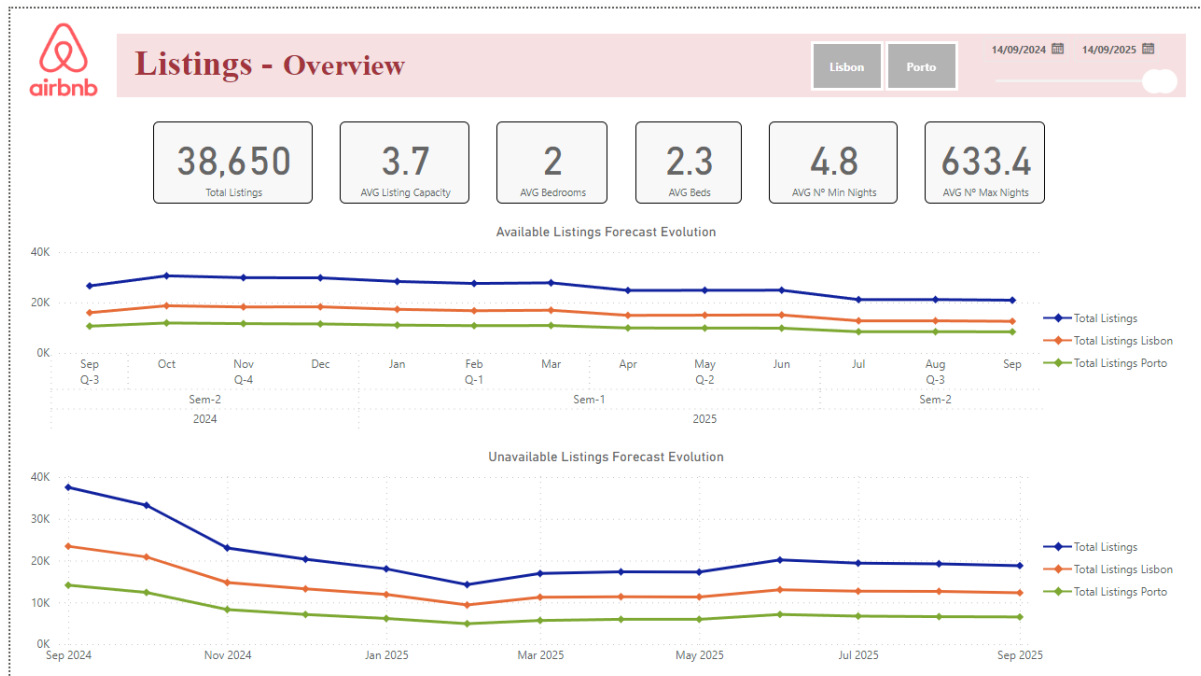 airbnb
Listings - Overview
Lisbon
Porto
14/09/2024
14/09/2025
38,650
Total Listings
3.7
AVG Listing Capacity
2
AVG Bedrooms
2.3
AVG Beds
4.8
AVG Nº Min Nights
633.4
AVG Nº Max Nights
Available Listings Forecast Evolution
40K
20K
0K
Sep Oct Nov Dec Jan Feb Mar Apr May Jun Jul Aug Sep
Q-3 Q-4 Q-1 Q-2 Q-3
Sem-2 Sem-1 Sem-2
2024 2025
Total Listings
Total Listings Lisbon
Total Listings Porto
Unavailable Listings Forecast Evolution
40K
30K
20K
10K
0K
Sep 2024 Nov 2024 Jan 2025 Mar 2025 May 2025 Jul 2025 Sep 2025
Total Listings
Total Listings Lisbon
Total Listings Porto